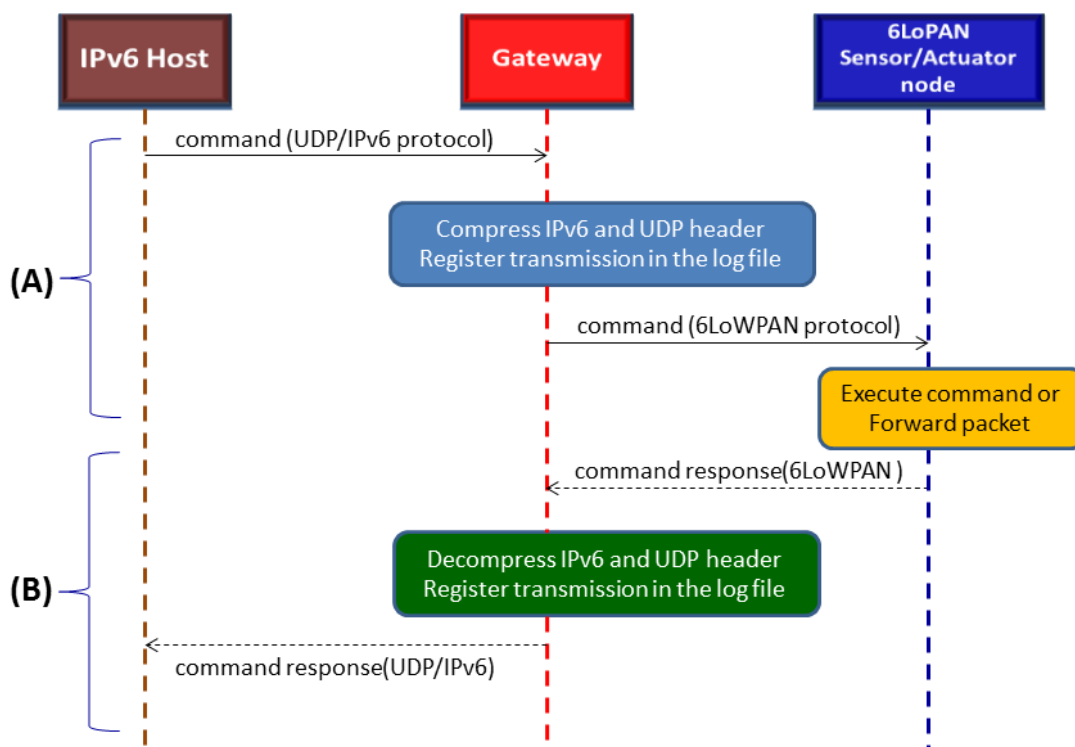 IPv6 Host
Gateway
6LoPAN
Sensor/Actuator
node
command (UDP/IPv6 protocol)
Compress IPv6 and UDP header
Register transmission in the log file
(A)
command (6LoWPAN protocol)
Execute command or
Forward packet
command response(6LoWPAN )
Decompress IPv6 and UDP header
Register transmission in the log file
(B)
command response(UDP/IPv6)